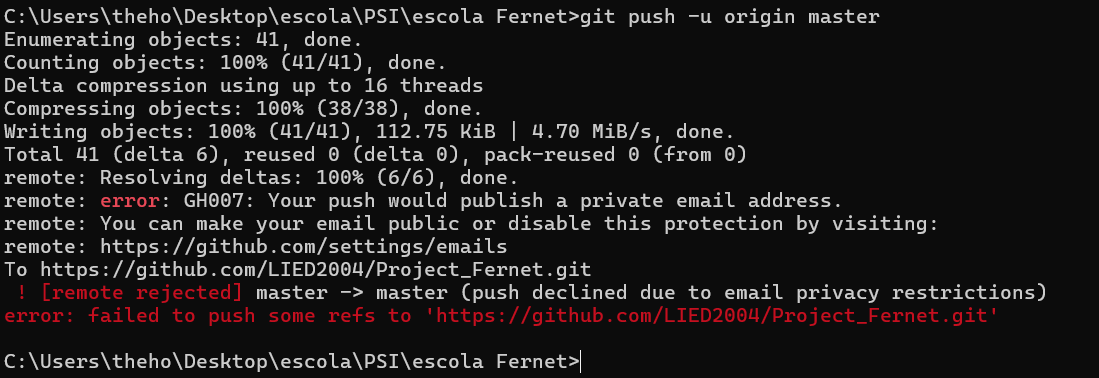 C:\Users\theho\Desktop\escola\PSI\escola Fernet>git push -u origin master
Enumerating objects: 41, done.
Counting objects: 100% (41/41), done.
Delta compression using up to 16 threads
Compressing objects: 100% (38/38), done.
Writing objects: 100% (41/41), 112.75 KiB | 4.70 MiB/s, done.
Total 41 (delta 6), reused 0 (delta 0), pack-reused 0 (from 0)
remote: Resolving deltas: 100% (6/6), done.
remote: error: GH007: Your push would publish a private email address.
remote: You can make your email public or disable this protection by visiting:
remote: https://github.com/settings/emails
To https://github.com/LIED2004/Project_Fernet.git
 ! [remote rejected] master -> master (push declined due to email privacy restrictions)
error: failed to push some refs to 'https://github.com/LIED2004/Project_Fernet.git'
C:\Users\theho\Desktop\escola\PSI\escola Fernet>